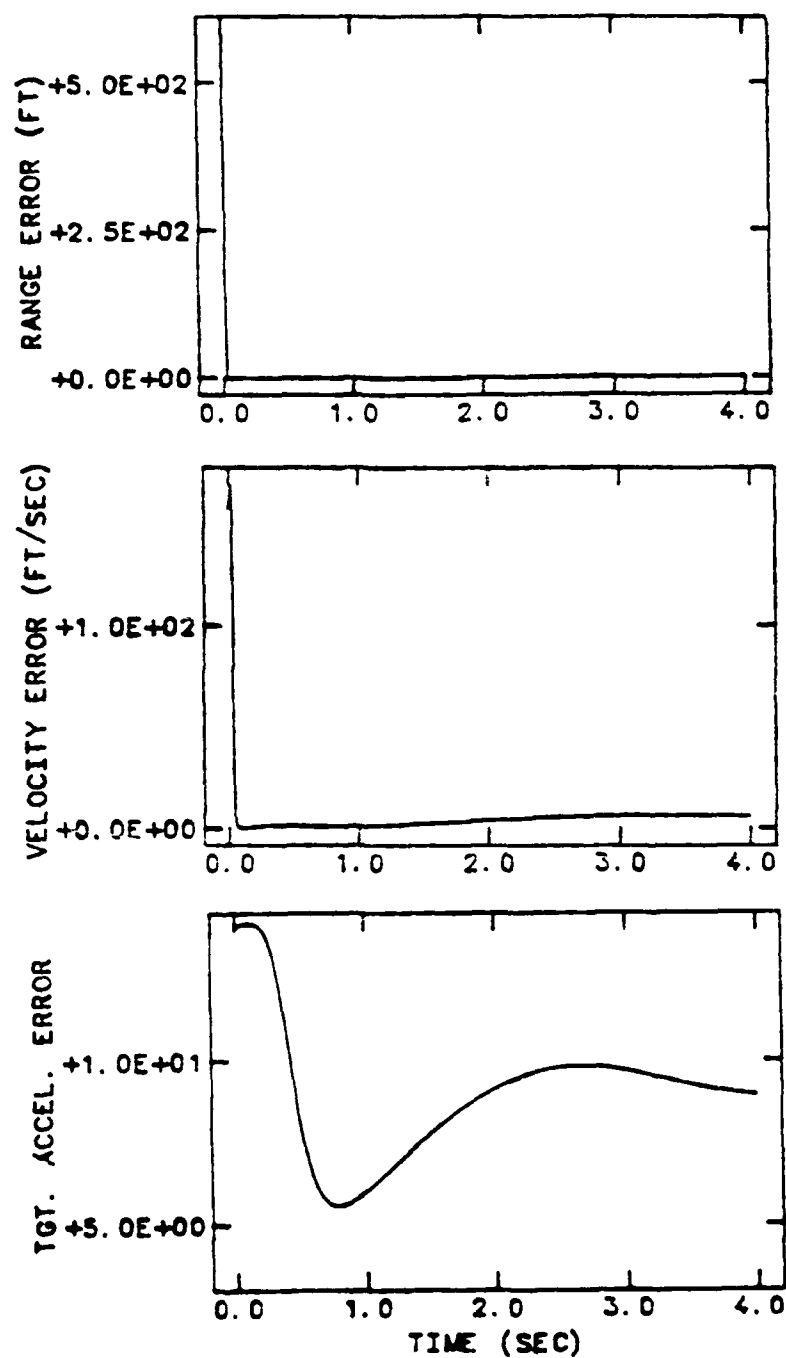 RANGE ERROR (FT)
+5.0E+02
+2.5E+02
+0.0E+00
0.0 1.0 2.0 3.0 4.0
VELOCITY ERROR (FT/SEC)
+1.0E+02
+0.0E+00
0.0 1.0 2.0 3.0 4.0
TGT. ACCEL. ERROR
+1.0E+01
+5.0E+00
0.0 1.0 2.0 3.0 4.0
TIME (SEC)